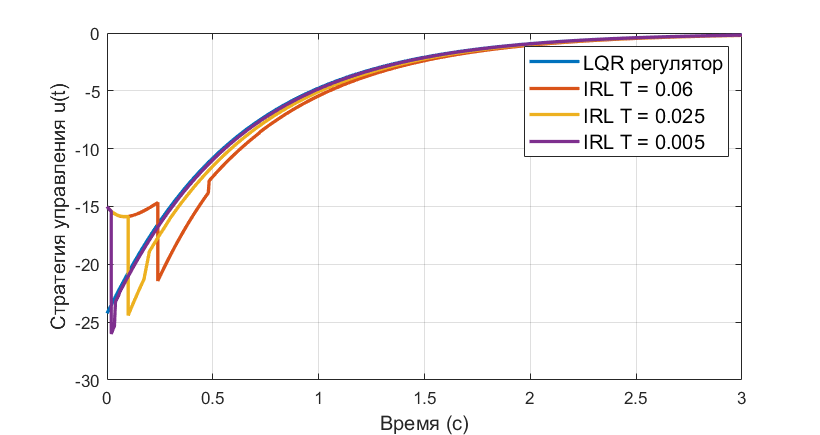 Стратегия управления u(t)
0
-5
-10
-15
-20
-25
-30
LQR регулятор
IRL T = 0.06
IRL T = 0.025
IRL T = 0.005
0
0.5
1
1.5
2
2.5
3
Время (с)